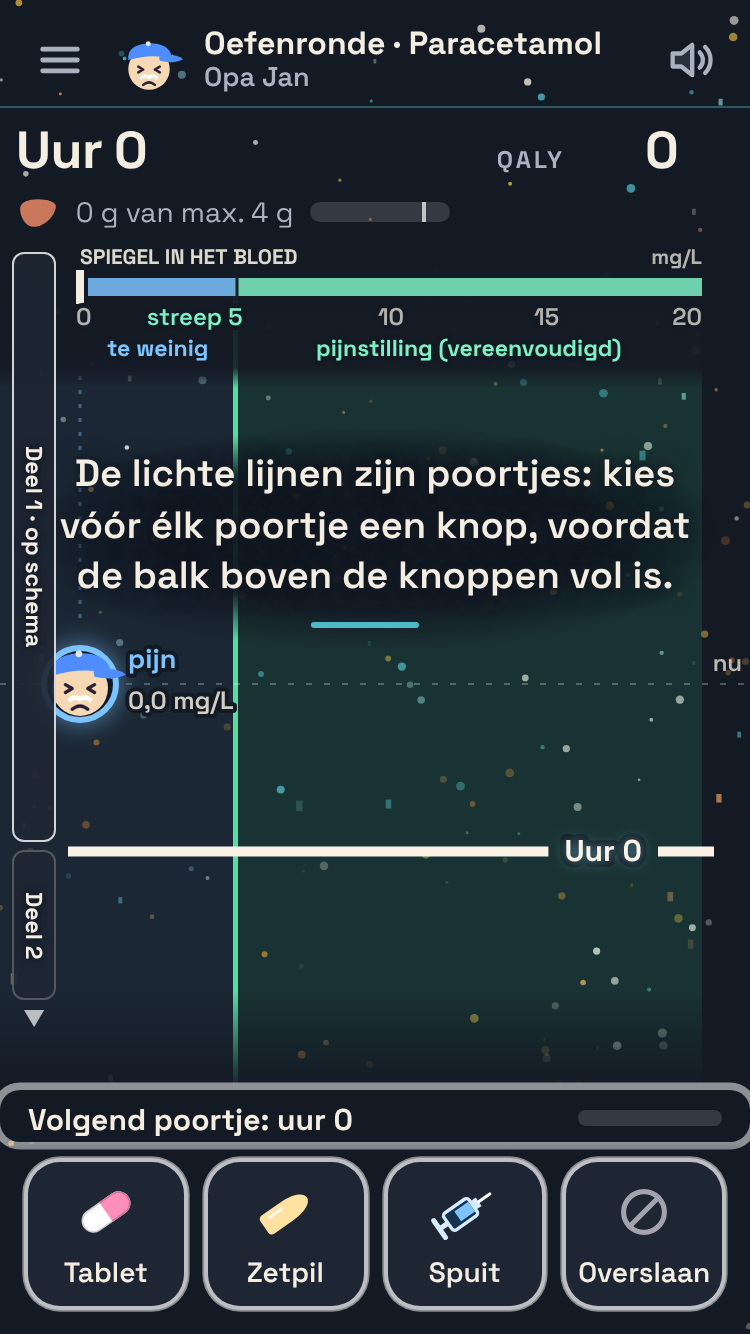 Oefenronde · Paracetamol
Opa Jan
Uur 0
QALY 0
0 g van max. 4 g
SPIEGEL IN HET BLOED mg/L
0 streep 5 10 15 20
te weinig pijnstilling (vereenvoudigd)
Deel 1 · op schema
De lichte lijnen zijn poortjes: kies
vóór élk poortje een knop, voordat
de balk boven de knoppen vol is.
pijn
nu
0,0 mg/L
Uur 0
Deel 2
Volgend poortje: uur 0
Tablet Zetpil Spuit Overslaan